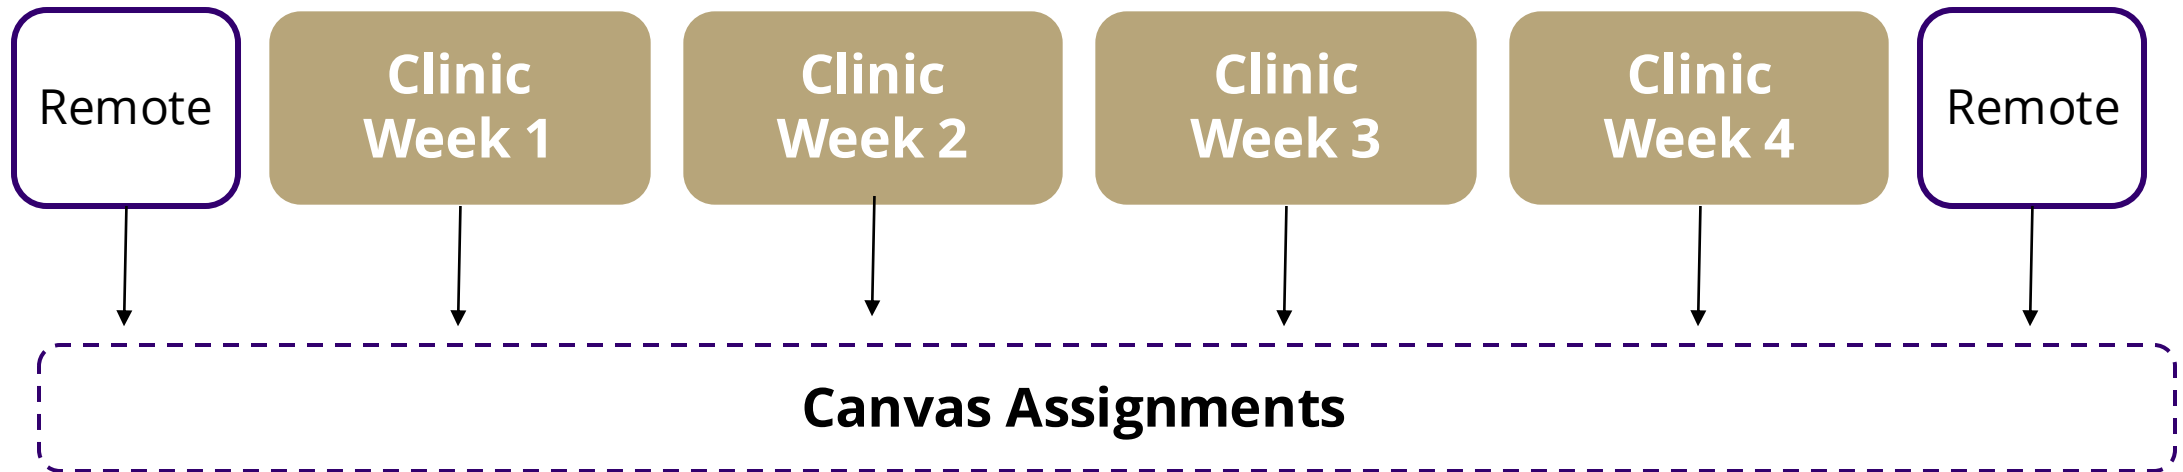 Remote
Clinic
Week 1
Clinic
Week 2
Clinic
Week 3
Clinic
Week 4
Remote
Canvas Assignments